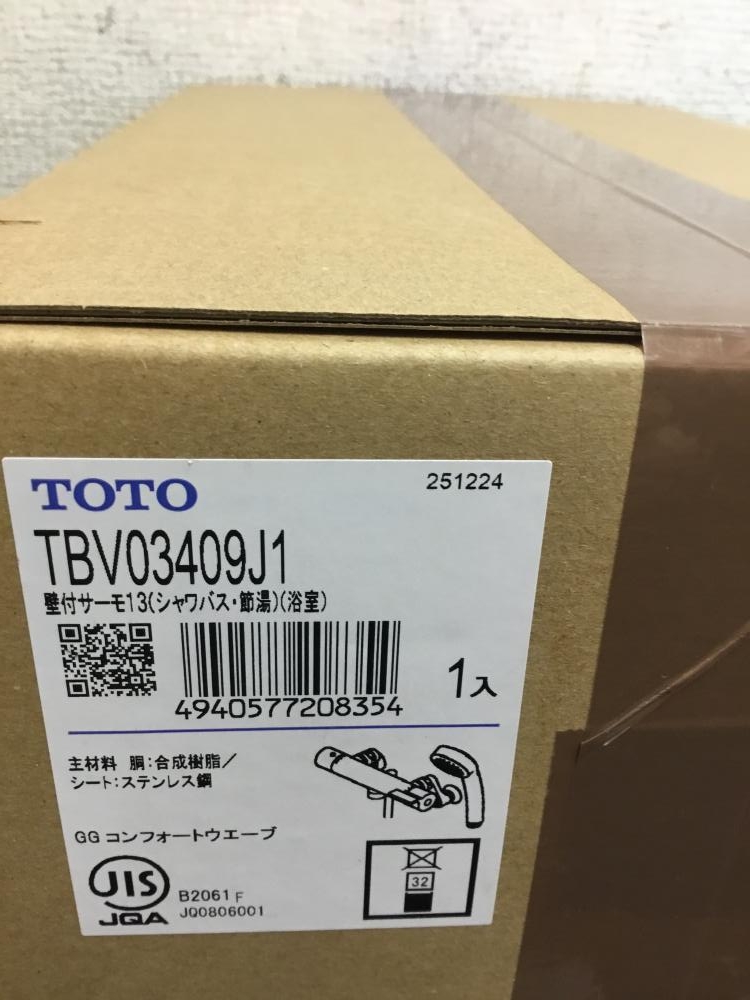 TOTO
251224
TBV03409J1
壁付サーモ13(シャワバス・節湯)(浴室)
4940577208354
1入
主材料 胴:合成樹脂/
シート:ステンレス鋼
GG コンフォートウエーブ
JIS
JQA
B2061 F
JQ0806001
32